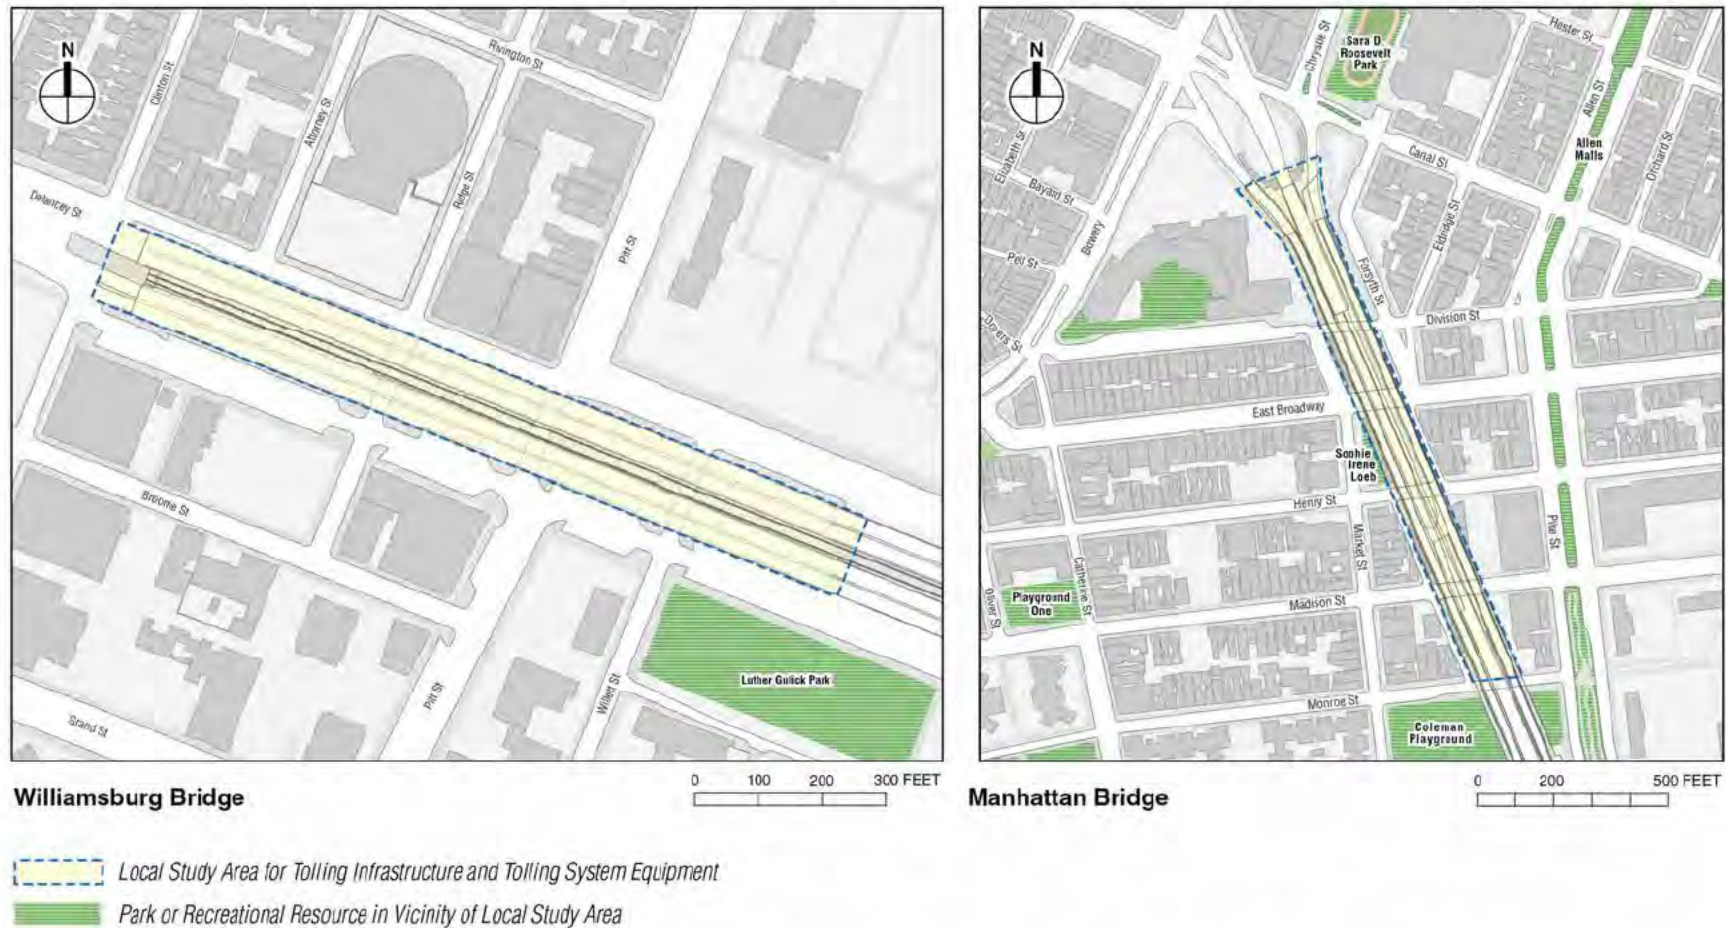 N
Clinton St
Attorney St
Rivington St
Ridge St
Delancey St
Pitt St
Broome St
Pitt St
Willett St
Grand St
Luther Gulick Park
N
Chrystie St
Sara D.
Roosevelt
Park
Hester St
Allen St
Allen
Malls
Orchard St
Canal St
Elizabeth St
Bayard St
Bowery
Eldridge St
Forsyth St
Pell St
Doyers St
Division St
East Broadway
Sophie
Irene
Loeb
Henry St
Market St
Pike St
Catherine St
Oliver St
Playground
One
Madison St
Monroe St
Coleman
Playground
Williamsburg Bridge
0 100 200 300 FEET
Manhattan Bridge
0 200 500 FEET
Local Study Area for Tolling Infrastructure and Tolling System Equipment
Park or Recreational Resource in Vicinity of Local Study Area